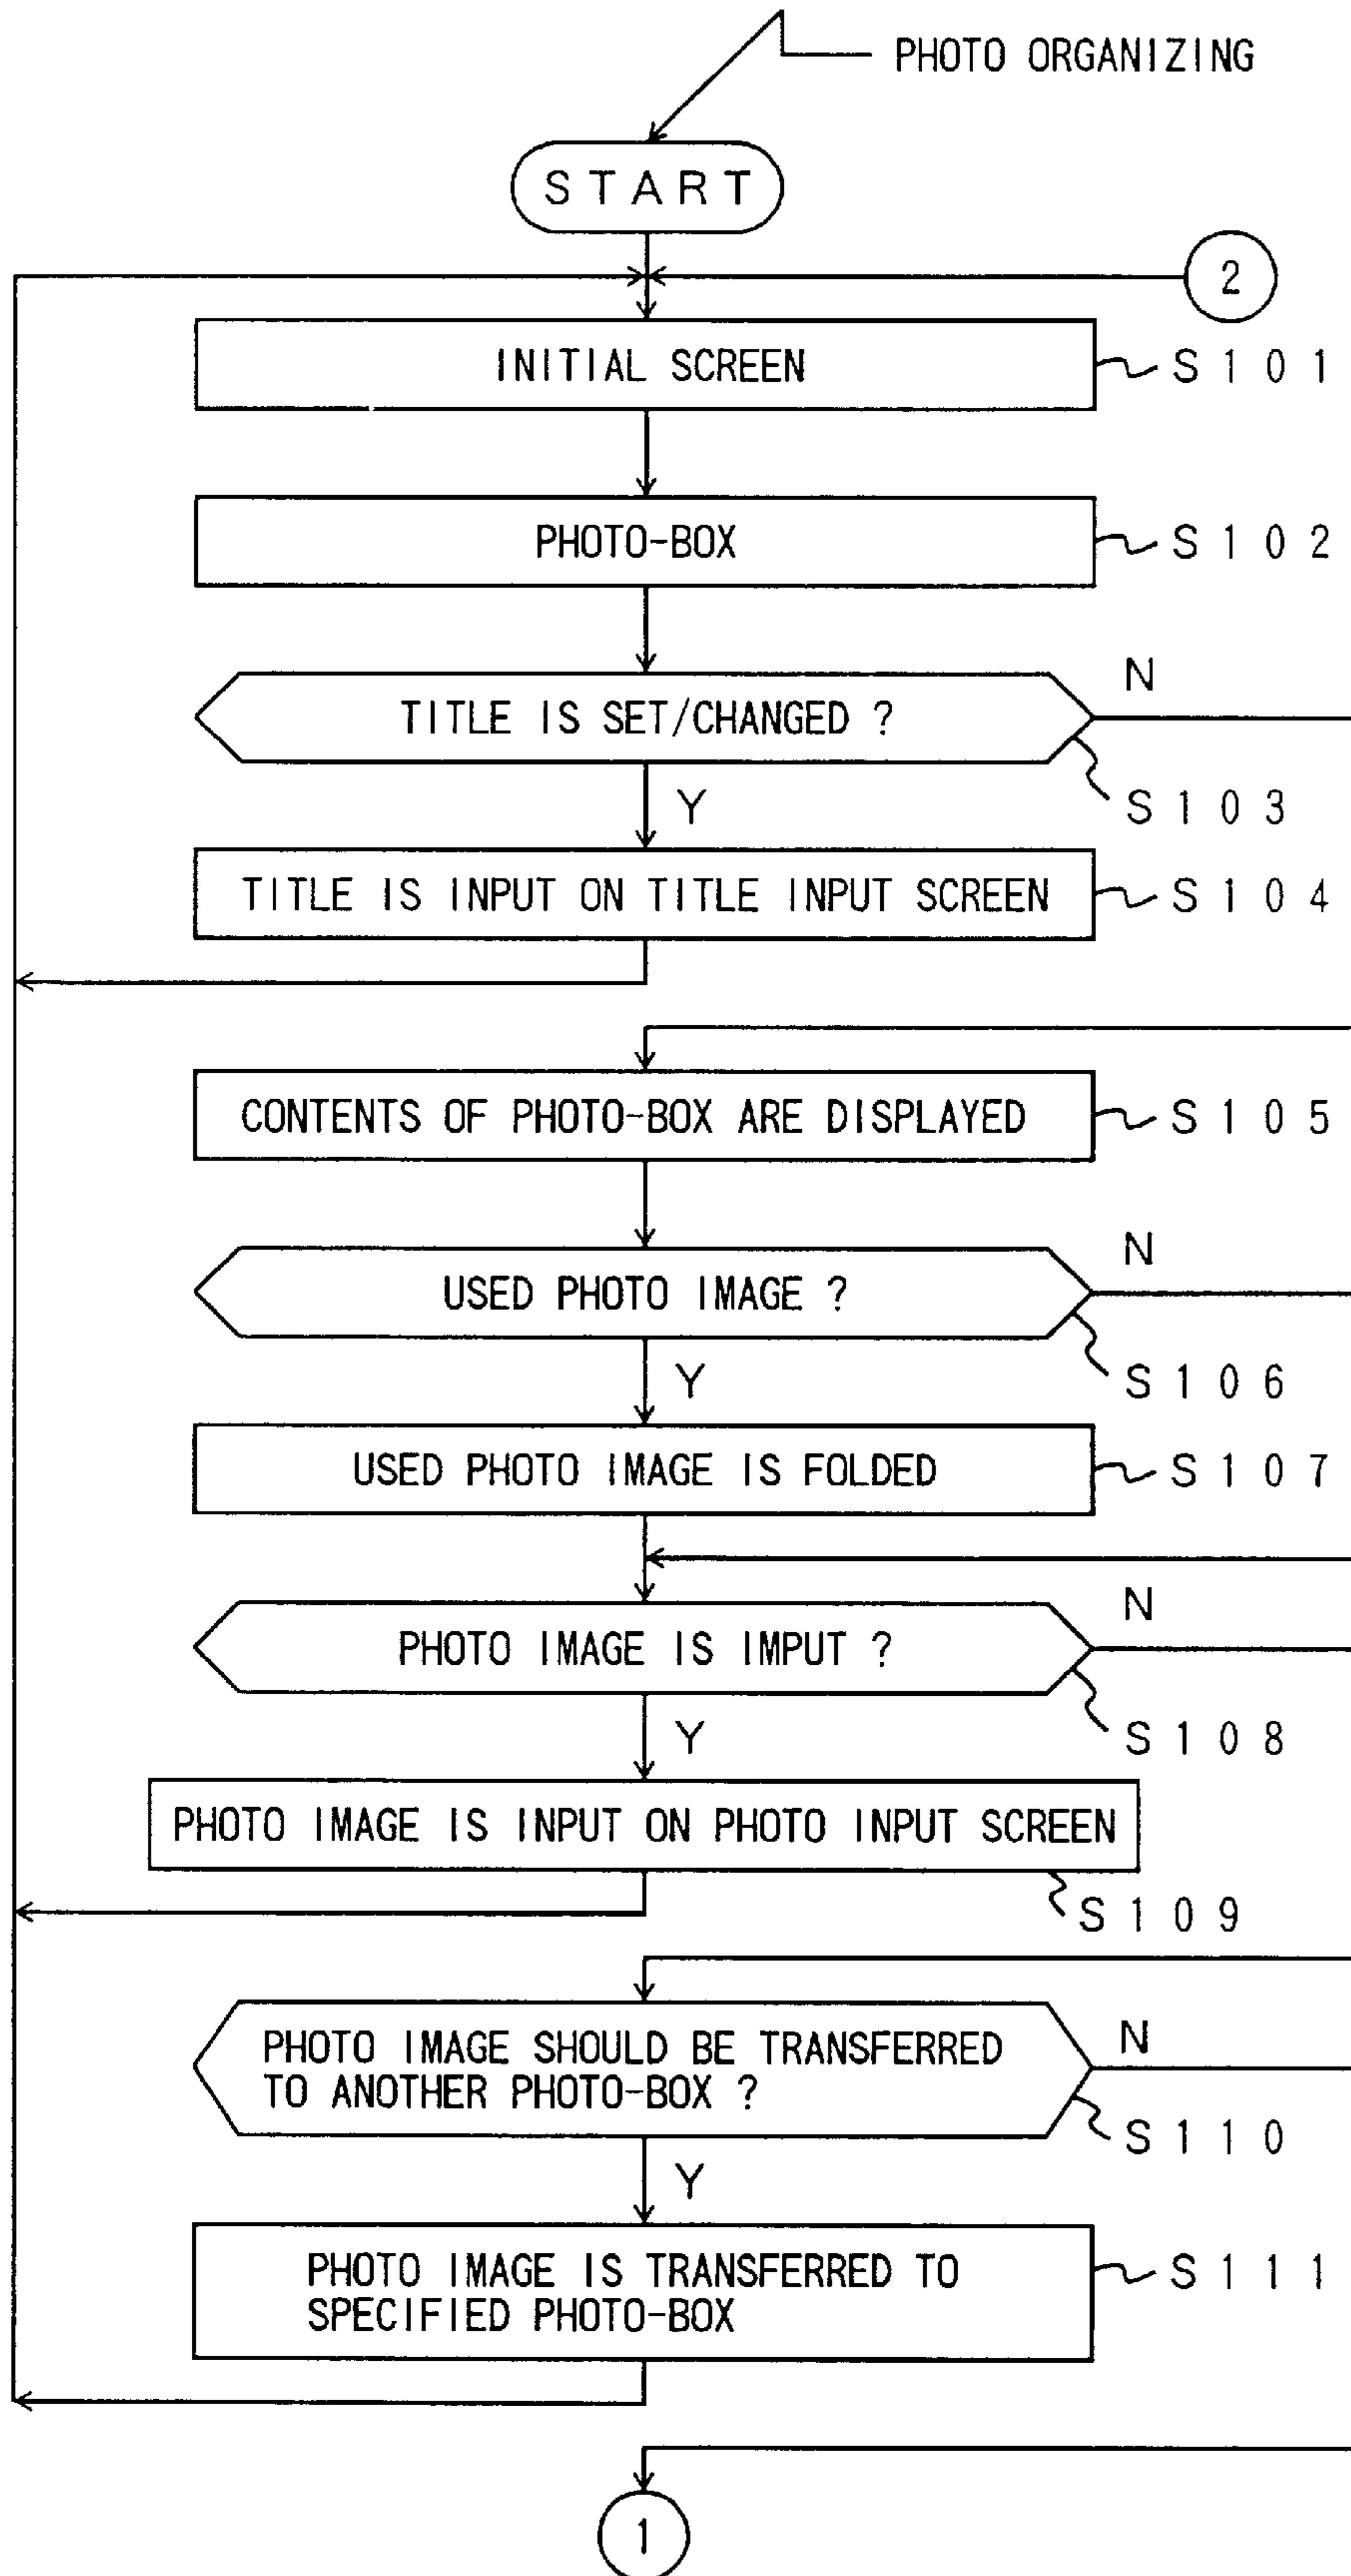 PHOTO ORGANIZING
START
2
INITIAL SCREEN
S101
PHOTO-BOX
S102
N
TITLE IS SET/CHANGED ?
S103
Y
TITLE IS INPUT ON TITLE INPUT SCREEN
S104
CONTENTS OF PHOTO-BOX ARE DISPLAYED
S105
N
USED PHOTO IMAGE ?
S106
Y
USED PHOTO IMAGE IS FOLDED
S107
N
PHOTO IMAGE IS IMPUT ?
S108
Y
PHOTO IMAGE IS INPUT ON PHOTO INPUT SCREEN
S109
N
PHOTO IMAGE SHOULD BE TRANSFERRED
TO ANOTHER PHOTO-BOX ?
S110
Y
PHOTO IMAGE IS TRANSFERRED TO
SPECIFIED PHOTO-BOX
S111
1